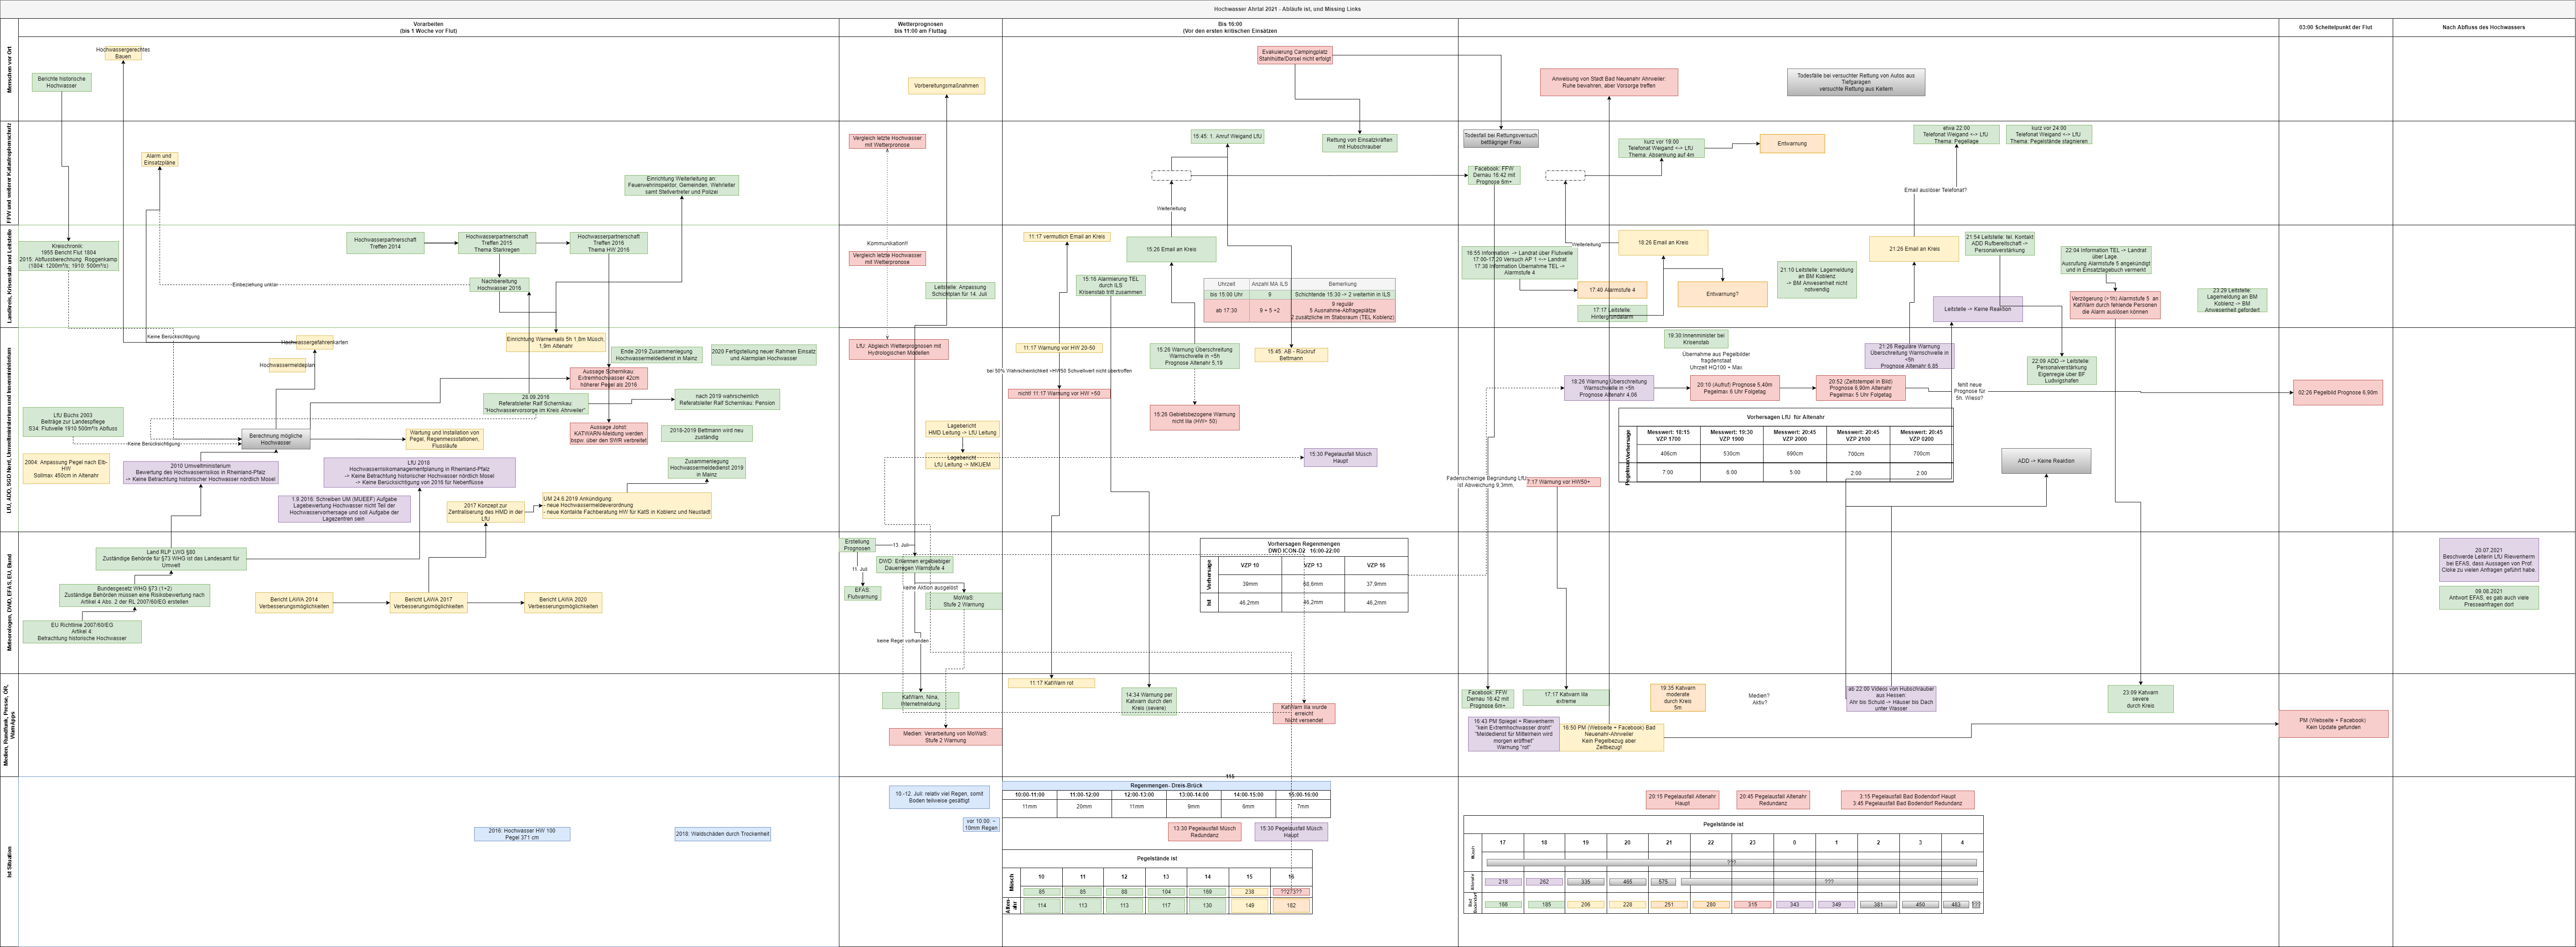 Hochwasser Ahrtal 2021 - Abläufe ist, und Missing Links
Vorarbeiten
(bis 1 Woche vor Flut)
Wetterprognosen
bis 11:00 am Fluttag
Bis 16:00
(Vor den ersten kritischen Einsätzen
03:00 Scheitelpunkt der Flut
Nach Abfluss des Hochwassers
Menschen vor Ort
Hochwassergerechtes
Bauen
Berichte historische
Hochwasser
Vorbereitungsmaßnahmen
Evakuierung Campingplatz
Stahlhütte/Dorsel nicht erfolgt
Anweisung von Stadt Bad Neuenahr Ahrweiler:
Ruhe bewahren, aber Vorsorge treffen
Todesfälle bei versuchter Rettung von Autos aus
Tiefgaragen
versuchte Rettung aus Kellern
FFW und weiterer Katastrophenschutz
Alarm und
Einsatzpläne
Einrichtung Weiterleitung an:
Feuerwehrinspektor, Gemeinden, Wehrleiter
samt Stellvertreter und Polizei
Vergleich letzte Hochwasser
mit Wetterpronose
15:45: 1. Anruf Weigand LfU
Rettung von Einsatzkräften
mit Hubschrauber
Weiterleitung
Todesfall bei Rettungsversuch
bettlägriger Frau
Facebook: FFW
Dernau 16:42 mit
Prognose 6m+
kurz vor 19:00
Telefonat Weigand <-> LfU
Thema: Absenkung auf 4m
Entwarnung
etwa 22:00
Telefonat Weigand <-> LfU
Thema: Pegellage
kurz vor 24:00
Telefonat Weigand <-> LfU
Thema: Pegelstände stagnieren
Email auslöser Telefonat?
Landkreis, Krisenstab und Leitstelle
Kreischronik:
1955 Bericht Flut 1804
2015: Abflussberechnung Roggenkamp
(1804: 1200m³/s; 1910: 500m³/s)
Hochwasserpartnerschaft
Treffen 2014
Hochwasserpartnerschaft
Treffen 2015
Thema Starkregen
Hochwasserpartnerschaft
Treffen 2016
Thema HW 2016
Nachbereitung
Hochwasser 2016
Einbeziehung unklar
Kommunikation!!
Vergleich letzte Hochwasser
mit Wetterpronose
Leitstelle: Anpassung
Schichtplan für 14. Juli
11:17 vermutlich Email an Kreis
15:16 Alarmierung TEL
durch ILS
Krisenstab tritt zusammen
15:26 Email an Kreis
Uhrzeit Anzahl MA ILS Bemerkung
bis 15:00 Uhr 9 Schichtende 15:30 -> 2 weiterhin in ILS
ab 17:30 9 + 5 +2 9 regulär
5 Ausnahme-Abfrageplätze
2 zusätzliche im Stabsraum (TEL Koblenz)
16:55 Information -> Landrat über Flutwelle
17:00-17:20 Versuch AP 1 <-> Landrat
17:38 Information Übernahme TEL ->
Alarmstufe 4
Weiterleitung
18:26 Email an Kreis
17:40 Alarmstufe 4
Entwarnung?
17:17 Leitstelle:
Hintergrundalarm
21:10 Leitstelle: Lagemeldung
an BM Koblenz
-> BM Anwesenheit nicht
notwendig
21:26 Email an Kreis
21:54 Leitstelle: tel. Kontakt
ADD Rufbereitschaft ->
Personalverstärkung
22:04 Information TEL -> Landrat
über Lage.
Ausrufung Alarmstufe 5 angekündigt
und in Einsatztagebuch vermerkt
Leitstelle -> Keine Reaktion
Verzögerung (>1h) Alarmstufe 5 an
KatWarn durch fehlende Personen
die Alarm auslösen können
23:29 Leitstelle:
Lagemeldung an BM
Koblenz -> BM
Anwesenheit gefordert
LfU, ADD, SGD Nord, Umweltministerium und Innenministerium
Keine Berücksichtigung
Hochwassergefahrenkarten
Hochwassermeldeplan
Einrichtung Warnemails 5h 1,8m Müsch,
1,9m Altenahr
Ende 2019 Zusammenlegung
Hochwassermeldedienst in Mainz
2020 Fertigstellung neuer Rahmen Einsatz
und Alarmplan Hochwasser
Aussage Schernikau:
Extremhochwasser 42cm
höherer Pegel als 2016
28.09.2016
Referatsleiter Ralf Schernikau:
"Hochwasservorsorge im Kreis Ahrweiler"
nach 2019 wahrscheinlich
Referatsleiter Ralf Schernikau: Pension
LfU Büchs 2003
Beiträge zur Landespflege
S34: Flutwelle 1910 500m³/s Abfluss
Keine Berücksichtigung
Berechnung mögliche
Hochwasser
Wartung und Installation von
Pegel, Regenmessstationen,
Flussläufe
Aussage Johst:
KATWARN-Meldung werden
bspw. über den SWR verbreitet
2018-2019 Bettmann wird neu
zuständig
2004: Anpassung Pegel nach Elb-
HW
Sollmax 450cm in Altenahr
2010 Umweltministerium
Bewertung des Hochwasserrisikos in Rheinland-Pfalz
-> Keine Betrachtung historischer Hochwasser nördlich Mosel
LfU 2018
Hochwasserrisikomanagementplanung in Rheinland-Pfalz
-> Keine Betrachtung historischer Hochwasser nördlich Mosel
-> Keine Berücksichtigung von 2016 für Nebenflüsse
Zusammenlegung
Hochwassermeldedienst 2019
in Mainz
1.9.2016: Schreiben UM (MUEEF) Aufgabe
Lagebewertung Hochwasser nicht Teil der
Hochwasservorhersage und soll Aufgabe der
Lagezentren sein
2017 Konzept zur
Zentralisierung des HMD in der
LfU
UM 24.6.2019 Ankündigung:
- neue Hochwassermeldeverordnung
- neue Kontakte Fachberatung HW für KatS in Koblenz und Neustadt
LfU: Abgleich Wetterprognosen mit
Hydrologischen Modellen
Lagebericht
HMD Leitung -> LfU Leitung
Lagebericht
LfU Leitung -> MKUEM
11:17 Warnung vor HW 20-50
bei 50% Wahrscheinlichkeit >HW50 Schwellwert nicht übertroffen
nicht! 11:17 Warnung vor HW +50
15:26 Warnung Überschreitung
Warnschwelle in <5h
Prognose Altenahr 5,19
15:45: AB - Rückruf
Bettmann
15:26 Gebietsbezogene Warnung
nicht lila (HW> 50)
15:30 Pegelausfall Müsch
Haupt
19:30 Innenminister bei
Krisenstab
Übernahme aus Pegelbilder
fragdenstaat
Uhrzeit HQ100 + Max
18:26 Warnung Überschreitung
Warnschwelle in <5h
Prognose Altenahr 4,06
20:10 (Aufruf) Prognose 5,40m
Pegelmax 6 Uhr Folgetag
20:52 (Zeitstempel in Bild)
Prognose 6,90m Altenahr
Pegelmax 5 Uhr Folgetag
21:26 Reguläre Warnung
Überschreitung Warnschwelle in
<5h
Prognose Altenahr 6,85
fehlt neue
Prognose für
5h. Wieso?
22:09 ADD -> Leitstelle
Personalverstärkung
Eigenregie über BF
Ludwigshafen
02:26 Pegelbild Prognose 6,90m
Vorhersagen LfU für Altenahr
Vorhersage
Messwert: 18:15
VZP 1700
Messwert: 19:30
VZP 1900
Messwert: 20:45
VZP 2000
Messwert: 20:45
VZP 2100
Messwert: 20:45
VZP 0200
406cm 530cm 690cm 700cm 700cm
7:00 6:00 5:00 2:00 2:00
ADD -> Keine Reaktion
Fadenscheinige Begründung LfU
ist Abweichung 9,3mm,
7:17 Warnung vor HW50+
Meteorologen, DWD, EFAS, EU, Bund
Land RLP LWG §80
Zuständige Behörde für §73 WHG ist das Landesamt für
Umwelt
Bundesgesetz WHG §73 (1+2)
Zuständige Behörden müssen eine Risikobewertung nach
Artikel 4 Abs. 2 der RL 2007/60/EG erstellen
EU Richtlinie 2007/60/EG
Artikel 4:
Betrachtung historische Hochwasser
Bericht LAWA 2014
Verbesserungsmöglichkeiten
Bericht LAWA 2017
Verbesserungsmöglichkeiten
Bericht LAWA 2020
Verbesserungsmöglichkeiten
Erstellung
Prognosen
13. Juli
11. Juli
DWD: Erkennen ergiebiger
Dauerregen Warnstufe 4
EFAS:
Flutwarnung
keine Aktion ausgelöst
MoWaS:
Stufe 2 Warnung
keine Regel vorhanden
Vorhersagen Regenmengen
DWD ICON-D2 16:00-22:00
Vorhersage
VZP 10 VZP 13 VZP 16
39mm 68,6mm 37,9mm
Ist
46,2mm 46,2mm 46,2mm
20.07.2021
Beschwerde Leiterin LfU Riewenherm
bei EFAS, dass Aussagen von Prof.
Cloke zu vielen Anfragen geführt habe.
09.08.2021
Antwort EFAS, es gab auch viele
Presseanfragen dort
Medien, Rundfunk, Presse, ÖR,
WarnApps
KatWarn, Nina,
Internetmeldung
Medien: Verarbeitung von MoWaS:
Stufe 2 Warnung
11:17 KatWarn rot
14:34 Warnung per
Katwarn durch den
Kreis (severe)
KatWarn lila wurde
erreicht
Nicht versendet
Facebook: FFW
Dernau 16:42 mit
Prognose 6m+
17:17 Katwarn lila
extreme
19:35 Katwarn
moderate
durch Kreis
5m
Medien?
Aktiv?
ab 22:00 Videos von Hubschrauber
aus Hessen:
Ahr bis Schuld -> Häuser bis Dach
unter Wasser
23:09 Katwarn
severe
durch Kreis
16:43 PM Spiegel + Riewenherm
"kein Extremhochwasser droht"
"Meldedienst für Mittelrhein wird
morgen eröffnet"
Warnung "rot"
16:50 PM (Webseite + Facebook) Bad
Neuenahr-Ahrweiler
Kein Pegelbezug aber
Zeitbezug!
PM (Webseite + Facebook)
Kein Update gefunden
Ist Situation
2016: Hochwasser HW 100
Pegel 371 cm
2018: Waldschäden durch Trockenheit
10.-12. Juli: relativ viel Regen, somit
Boden teilweise gesättigt
vor 10:00: ~
10mm Regen
115
Regenmengen- Dreis-Brück
10:00-11:00 11:00-12:00 12:00-13:00 13:00-14:00 14:00-15:00 15:00-16:00
11mm 20mm 11mm 9mm 6mm 7mm
13:30 Pegelausfall Müsch
Redundanz
15:30 Pegelausfall Müsch
Haupt
Pegelstände ist
10 11 12 13 14 15 16
Müsch
85 85 88 104 169 238 ??273??
Alten-
ahr
114 113 113 117 130 149 182
20:15 Pegelausfall Altenahr
Haupt
20:45 Pegelausfall Altenahr
Redundanz
3:15 Pegelausfall Bad Bodendorf Haupt
3:45 Pegelausfall Bad Bodendorf Redundanz
Pegelstände ist
17 18 19 20 21 22 23 0 1 2 3 4
Müsch
???
Altenahr
218 262 335 465 575 ???
Bad
Bodendorf
166 185 206 228 251 280 315 343 349 381 450 483 ???